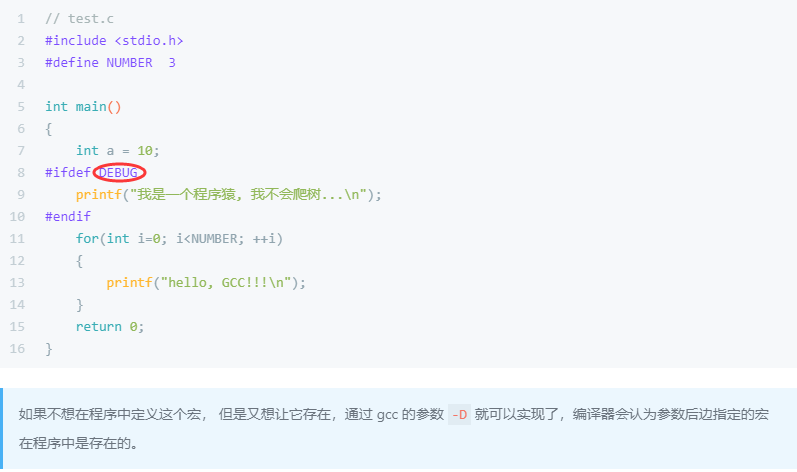 1 // test.c
2 #include <stdio.h>
3 #define NUMBER  3
4
5 int main()
6 {
7     int a = 10;
8 #ifdef DEBUG
9     printf("我是一个程序猿, 我不会爬树...\n");
10 #endif
11     for(int i=0; i<NUMBER; ++i)
12     {
13         printf("hello, GCC!!!\n");
14     }
15     return 0;
16 }
如果不想在程序中定义这个宏， 但是又想让它存在，通过 gcc 的参数 -D 就可以实现了，编译器会认为参数后边指定的宏
在程序中是存在的。